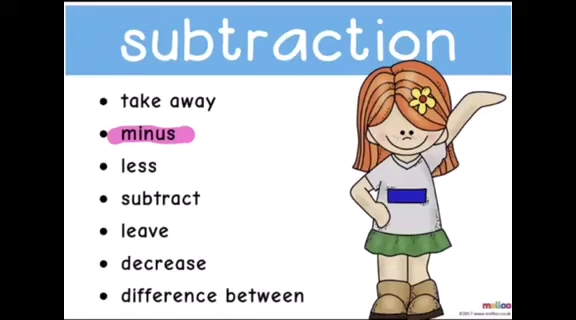 subtraction
• take away
• minus
• less
• subtract
• leave
• decrease
• difference between